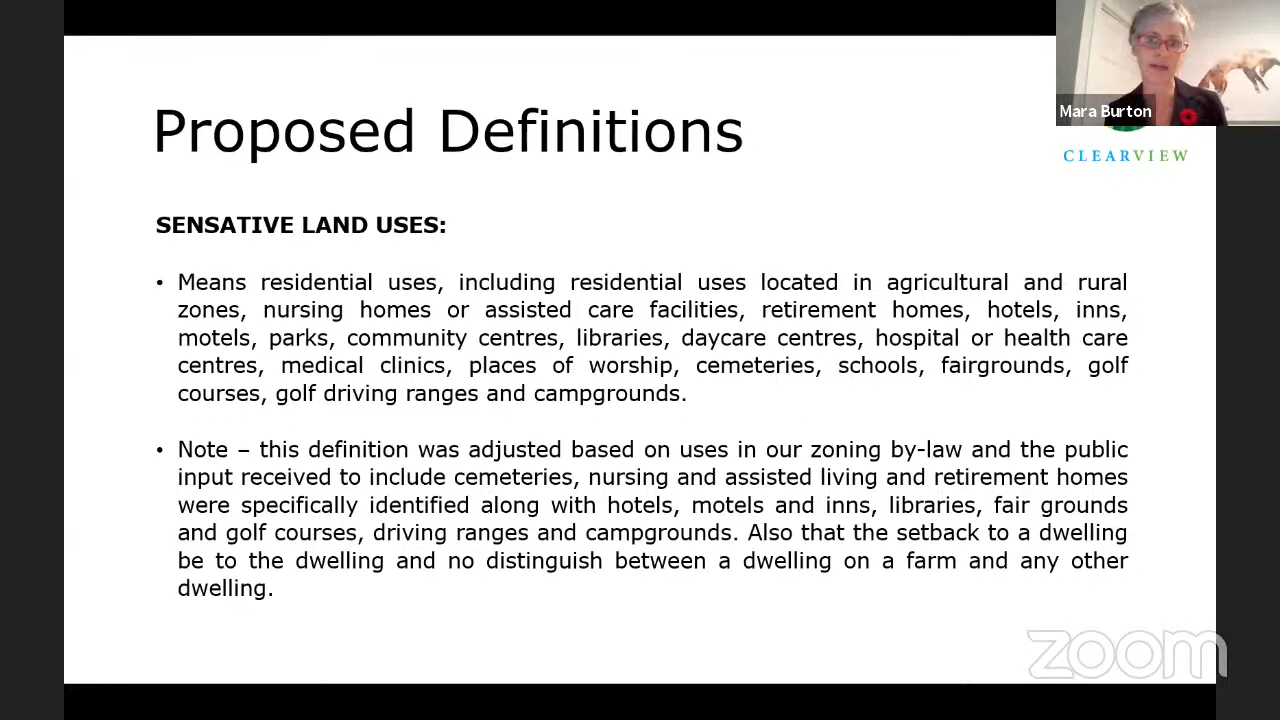 Proposed Definitions
Mara Burton
CLEARVIEW
SENSATIVE LAND USES:
• Means residential uses, including residential uses located in agricultural and rural
zones, nursing homes or assisted care facilities, retirement homes, hotels, inns,
motels, parks, community centres, libraries, daycare centres, hospital or health care
centres, medical clinics, places of worship, cemeteries, schools, fairgrounds, golf
courses, golf driving ranges and campgrounds.
• Note – this definition was adjusted based on uses in our zoning by-law and the public
input received to include cemeteries, nursing and assisted living and retirement homes
were specifically identified along with hotels, motels and inns, libraries, fair grounds
and golf courses, driving ranges and campgrounds. Also that the setback to a dwelling
be to the dwelling and no distinguish between a dwelling on a farm and any other
dwelling.
zoom